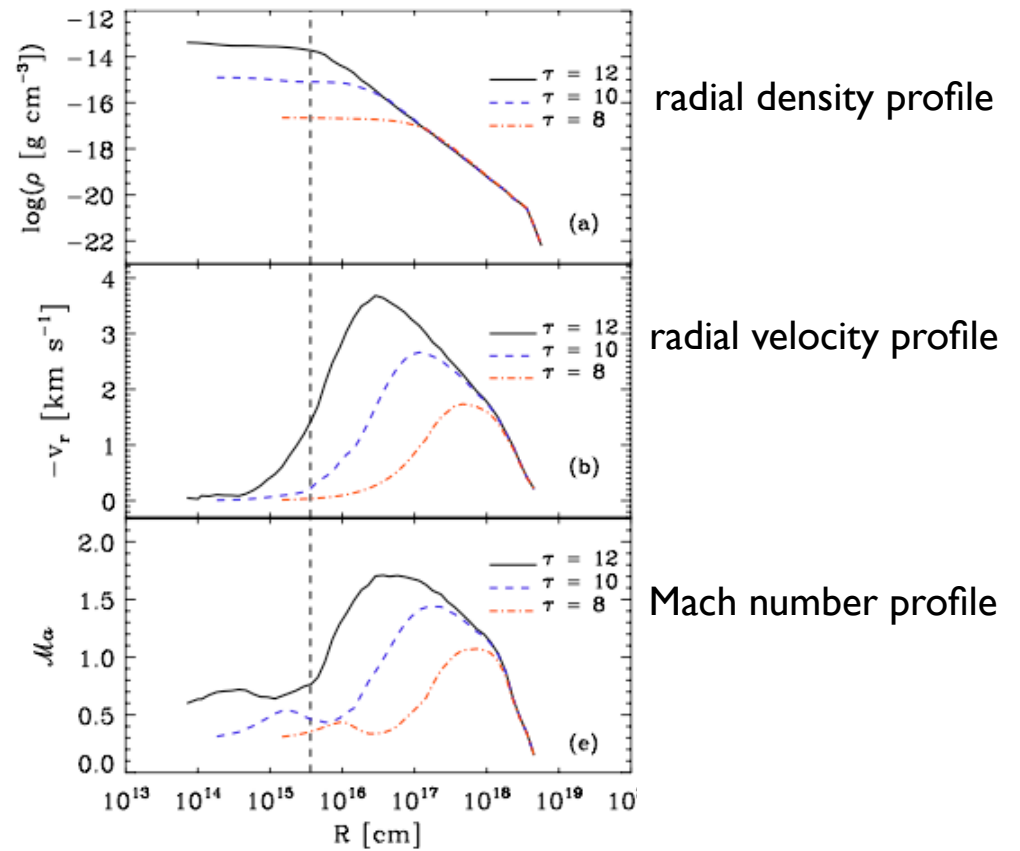 −12
−14
−16
−18
−20
−22
log(ρ [g cm⁻³])
τ = 12
τ = 10
τ = 8
(a)
radial density profile
4
3
2
1
0
−vᵣ [km s⁻¹]
τ = 12
τ = 10
τ = 8
(b)
radial velocity profile
2.0
1.5
1.0
0.5
0.0
ℳa
τ = 12
τ = 10
τ = 8
(e)
Mach number profile
10¹³ 10¹⁴ 10¹⁵ 10¹⁶ 10¹⁷ 10¹⁸ 10¹⁹
R [cm]